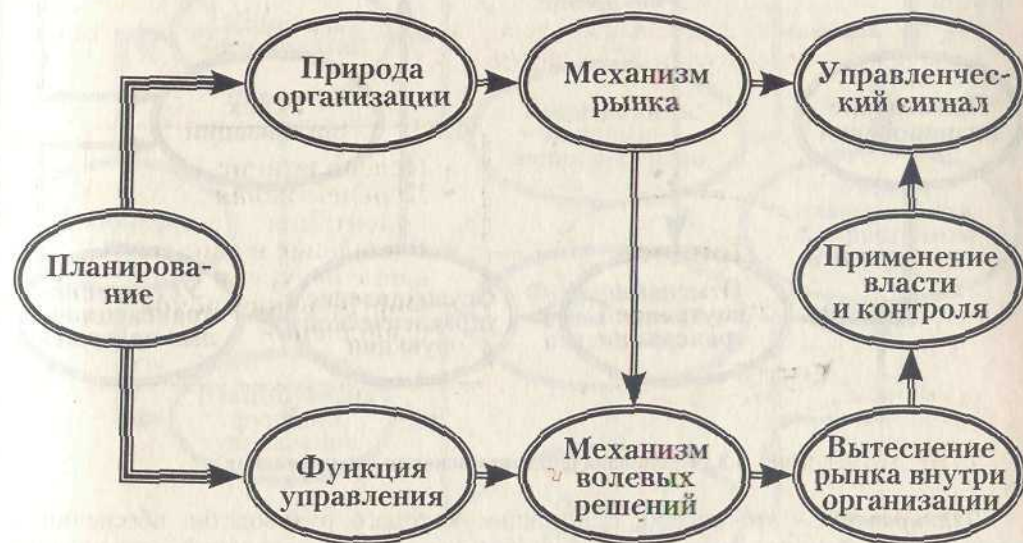 Природа
организации
Механизм
рынка
Управленчес-
кий сигнал
Планирова-
ние
Применение
власти
и контроля
Функция
управления
Механизм
волевых
решений
Вытеснение
рынка внутри
организации